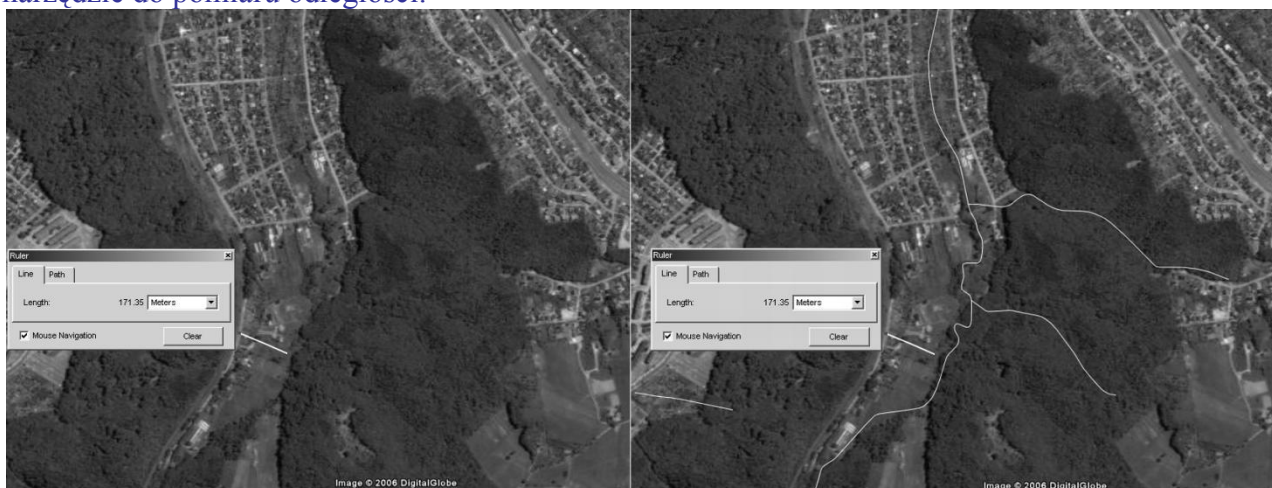 narzędzie do pomiaru odległości.
Ruler
Line Path
Length: 171.35 Meters
Mouse Navigation Clear
Image © 2006 DigitalGlobe
Ruler
Line Path
Length: 171.35 Meters
Mouse Navigation Clear
Image © 2006 DigitalGlobe